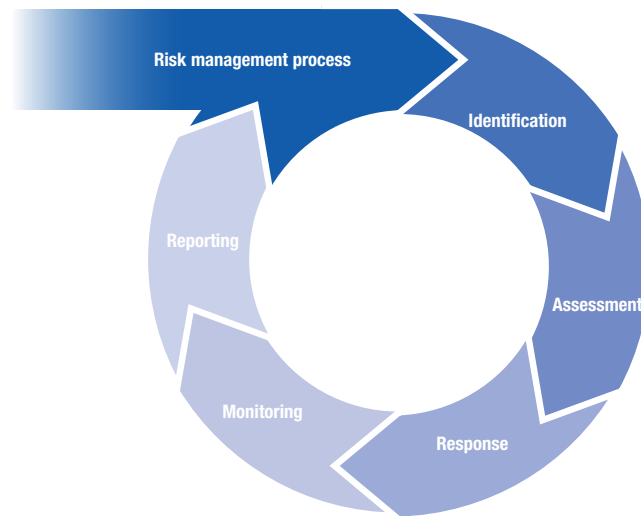 Risk management process
Identification
Assessment
Response
Monitoring
Reporting